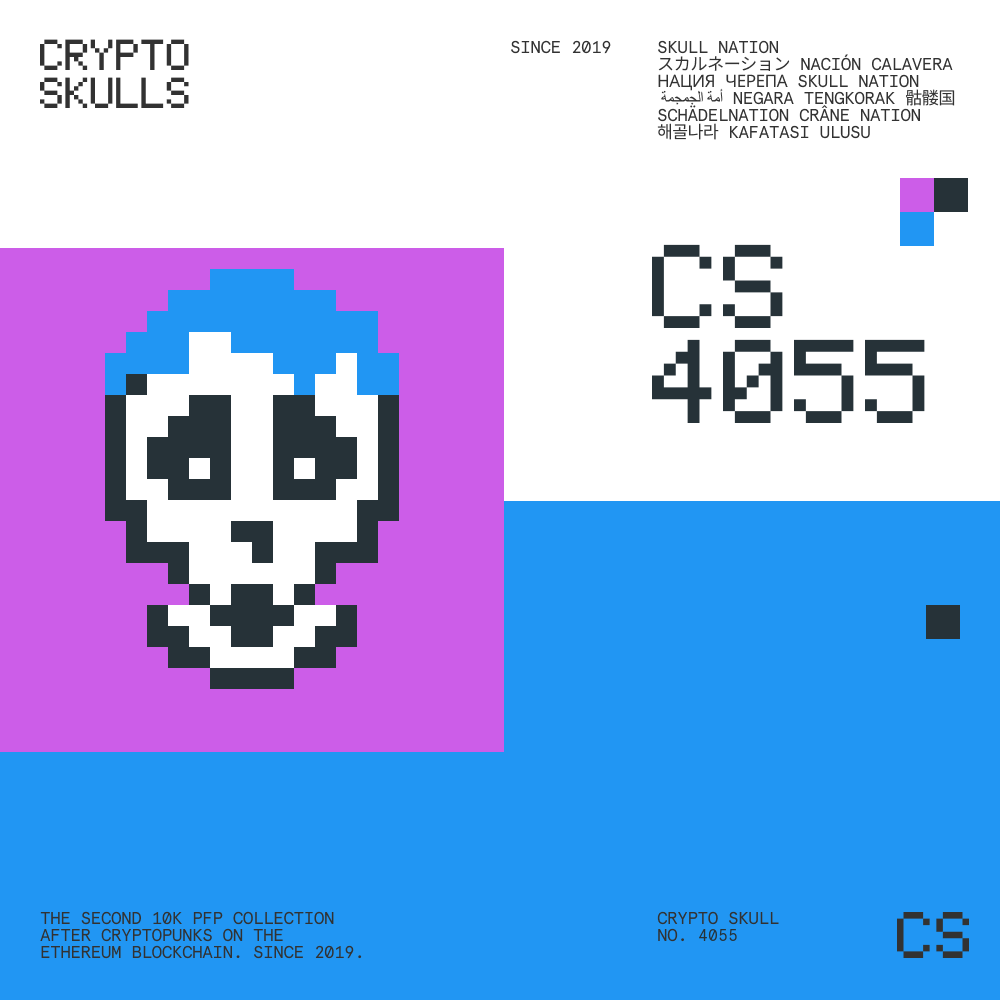 CRYPTO
SKULLS
SINCE 2019
SKULL NATION
スカルネーション NACIÓN CALAVERA
НАЦИЯ ЧЕРЕПА SKULL NATION
أمة الجمجمة NEGARA TENGKORAK 骷髅国
SCHÄDELNATION CRÂNE NATION
해골나라 KAFATASI ULUSU
CS
4055
THE SECOND 10K PFP COLLECTION
AFTER CRYPTOPUNKS ON THE
ETHEREUM BLOCKCHAIN. SINCE 2019.
CRYPTO SKULL
NO. 4055
CS